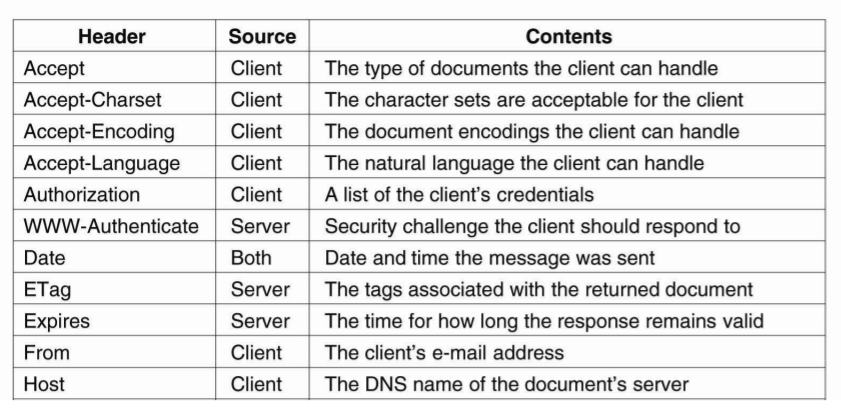 Header Source Contents
Accept Client The type of documents the client can handle
Accept-Charset Client The character sets are acceptable for the client
Accept-Encoding Client The document encodings the client can handle
Accept-Language Client The natural language the client can handle
Authorization Client A list of the client's credentials
WWW-Authenticate Server Security challenge the client should respond to
Date Both Date and time the message was sent
ETag Server The tags associated with the returned document
Expires Server The time for how long the response remains valid
From Client The client's e-mail address
Host Client The DNS name of the document's server